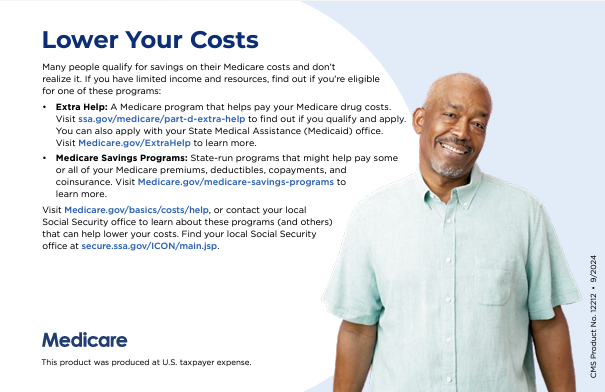 Lower Your Costs
Many people qualify for savings on their Medicare costs and don't
realize it. If you have limited income and resources, find out if you're eligible
for one of these programs:
• Extra Help: A Medicare program that helps pay your Medicare drug costs.
Visit ssa.gov/medicare/part-d-extra-help to find out if you qualify and apply.
You can also apply with your State Medical Assistance (Medicaid) office.
Visit Medicare.gov/ExtraHelp to learn more.
• Medicare Savings Programs: State-run programs that might help pay some
or all of your Medicare premiums, deductibles, copayments, and
coinsurance. Visit Medicare.gov/medicare-savings-programs to
learn more.
Visit Medicare.gov/basics/costs/help, or contact your local
Social Security office to learn about these programs (and others)
that can help lower your costs. Find your local Social Security
office at secure.ssa.gov/ICON/main.jsp.
Medicare
This product was produced at U.S. taxpayer expense.
CMS Product No. 12212 • 9/2024